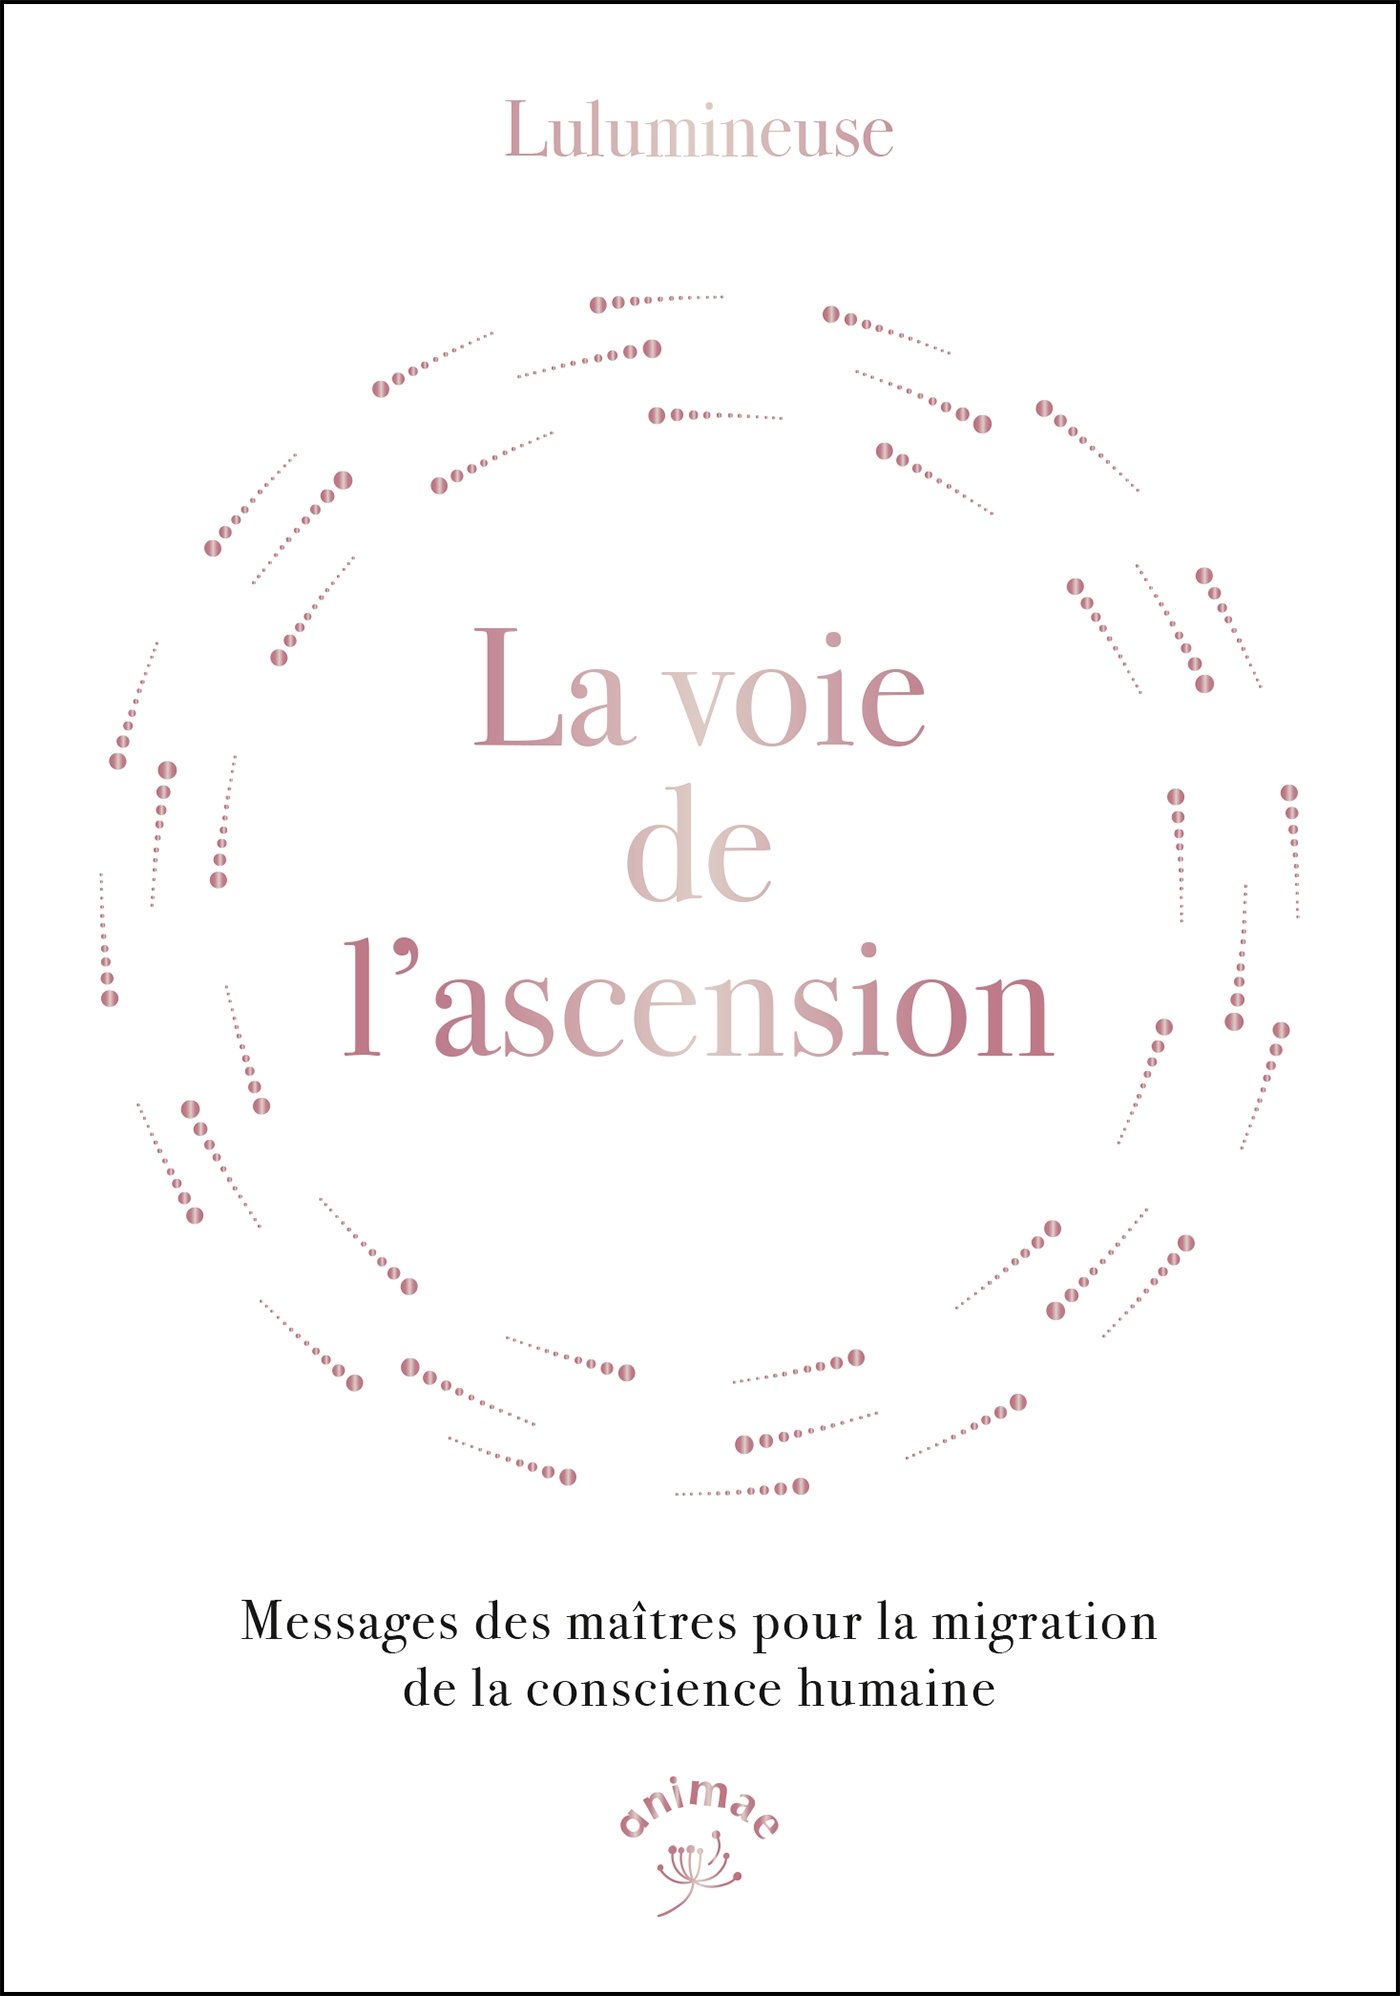 Lulumineuse
La voie
de
l’ascension
Messages des maîtres pour la migration
de la conscience humaine
animae